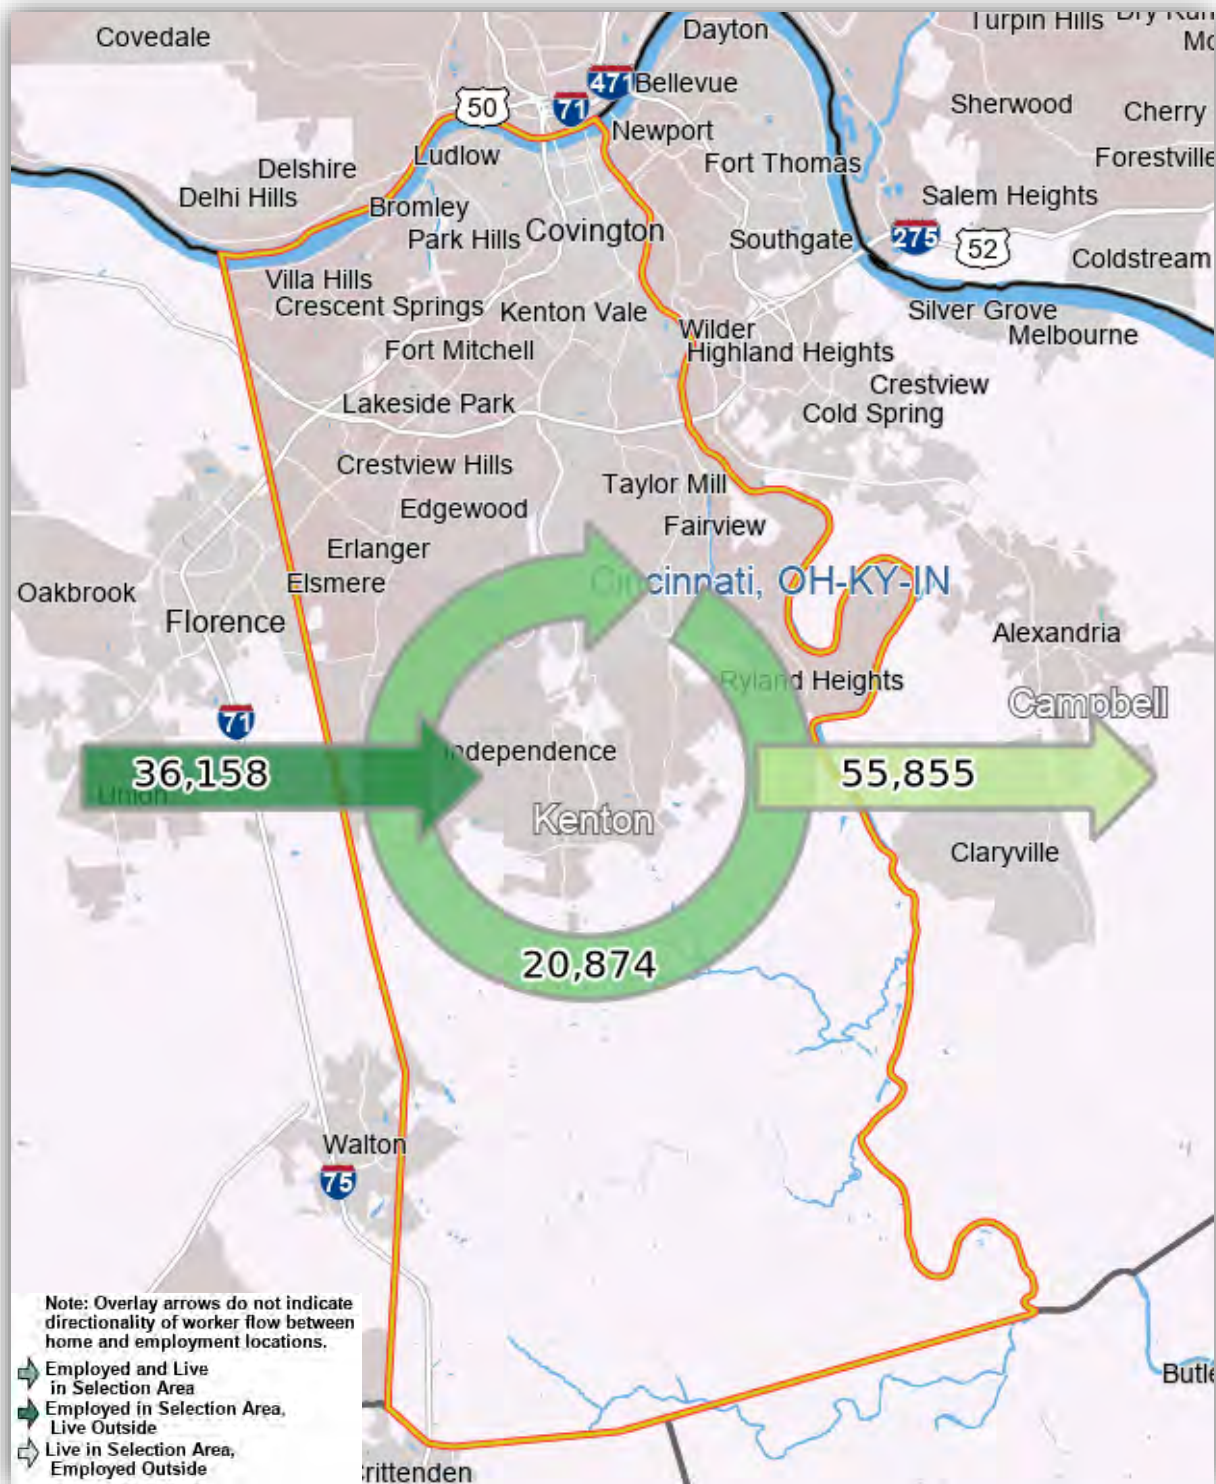 Covedale
Dayton
Turpin Hills
Dry Run
471
Bellevue
50
71
Sherwood
Cherry
Newport
Ludlow
Fort Thomas
Forestville
Delshire
Delhi Hills
Salem Heights
Bromley
Park Hills
Covington
Southgate
275
52
Coldstream
Villa Hills
Crescent Springs
Kenton Vale
Silver Grove
Wilder
Melbourne
Fort Mitchell
Highland Heights
Crestview
Lakeside Park
Cold Spring
Crestview Hills
Taylor Mill
Edgewood
Fairview
Erlanger
Elsmere
Cincinnati, OH-KY-IN
Oakbrook
Florence
Alexandria
Ryland Heights
Campbell
71
Independence
36,158
55,855
Union
Kenton
Claryville
20,874
Walton
75
Note: Overlay arrows do not indicate
directionality of worker flow between
home and employment locations.
Employed and Live
in Selection Area
Employed in Selection Area,
Live Outside
Live in Selection Area,
Employed Outside
Crittenden